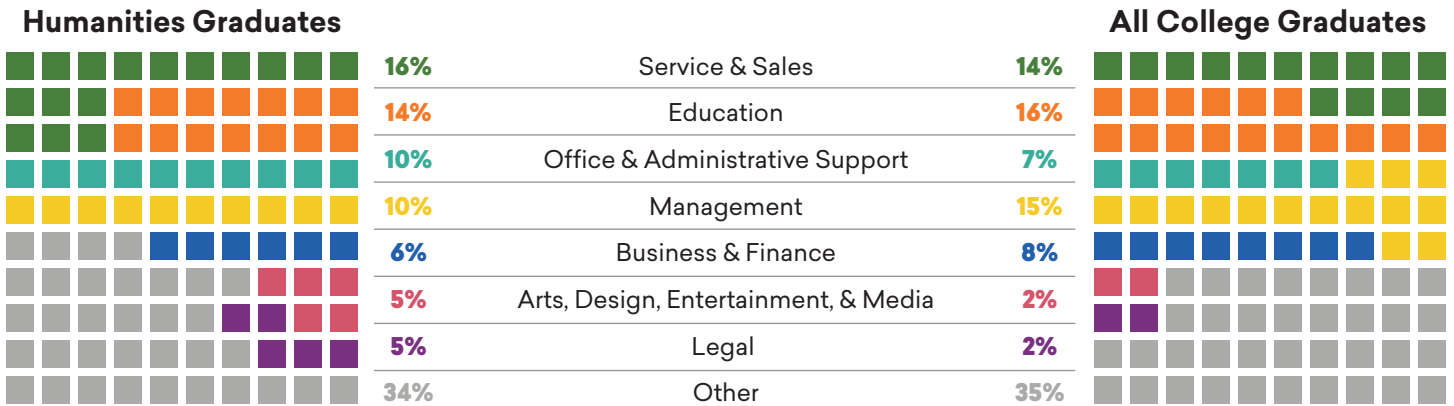 Humanities Graduates
All College Graduates
16% Service & Sales 14%
14% Education 16%
10% Office & Administrative Support 7%
10% Management 15%
6% Business & Finance 8%
5% Arts, Design, Entertainment, & Media 2%
5% Legal 2%
34% Other 35%